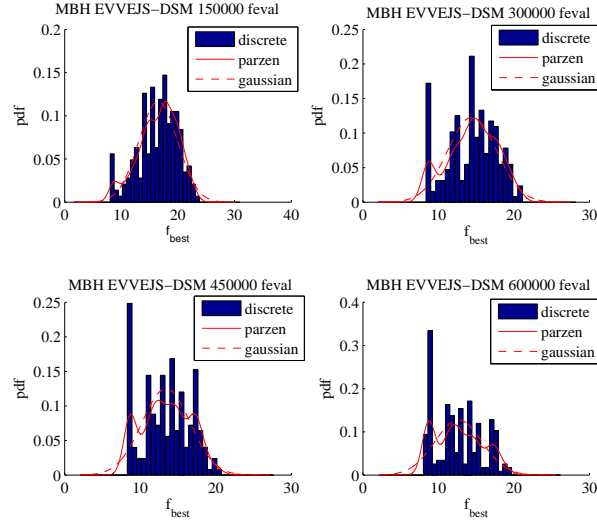 MBH EVVEJS-DSM 150000 feval
0.2
0.15
0.1
0.05
0
pdf
discrete
parzen
gaussian
0 10 20 30 40
f_best
MBH EVVEJS-DSM 300000 feval
0.25
0.2
0.15
0.1
0.05
0
pdf
discrete
parzen
gaussian
0 10 20 30
f_best
MBH EVVEJS-DSM 450000 feval
0.25
0.2
0.15
0.1
0.05
0
pdf
discrete
parzen
gaussian
0 10 20 30
f_best
MBH EVVEJS-DSM 600000 feval
0.4
0.3
0.2
0.1
0
pdf
discrete
parzen
gaussian
0 10 20 30
f_best